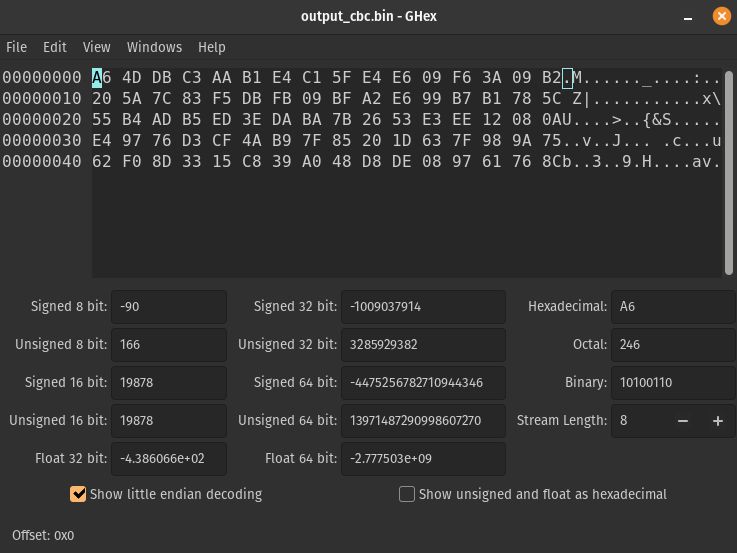 output_cbc.bin - GHex
File Edit View Windows Help
00000000 A6 4D DB C3 AA B1 E4 C1 5F E4 E6 09 F6 3A 09 B2 .M......_....:..
00000010 20 5A 7C 83 F5 DB FB 09 BF A2 E6 99 B7 B1 78 5C  Z|...........x\
00000020 55 B4 AD B5 ED 3E DA BA 7B 26 53 E3 EE 12 08 0A U....>..{&S.....
00000030 E4 97 76 D3 CF 4A B9 7F 85 20 1D 63 7F 98 9A 75 ..v..J... .c...u
00000040 62 F0 8D 33 15 C8 39 A0 48 D8 DE 08 97 61 76 8C b..3..9.H....av.
Signed 8 bit: -90 Signed 32 bit: -1009037914 Hexadecimal: A6
Unsigned 8 bit: 166 Unsigned 32 bit: 3285929382 Octal: 246
Signed 16 bit: 19878 Signed 64 bit: -4475256782710944346 Binary: 10100110
Unsigned 16 bit: 19878 Unsigned 64 bit: 13971487290998607270 Stream Length: 8 − +
Float 32 bit: -4.386066e+02 Float 64 bit: -2.777503e+09
Show little endian decoding Show unsigned and float as hexadecimal
Offset: 0x0